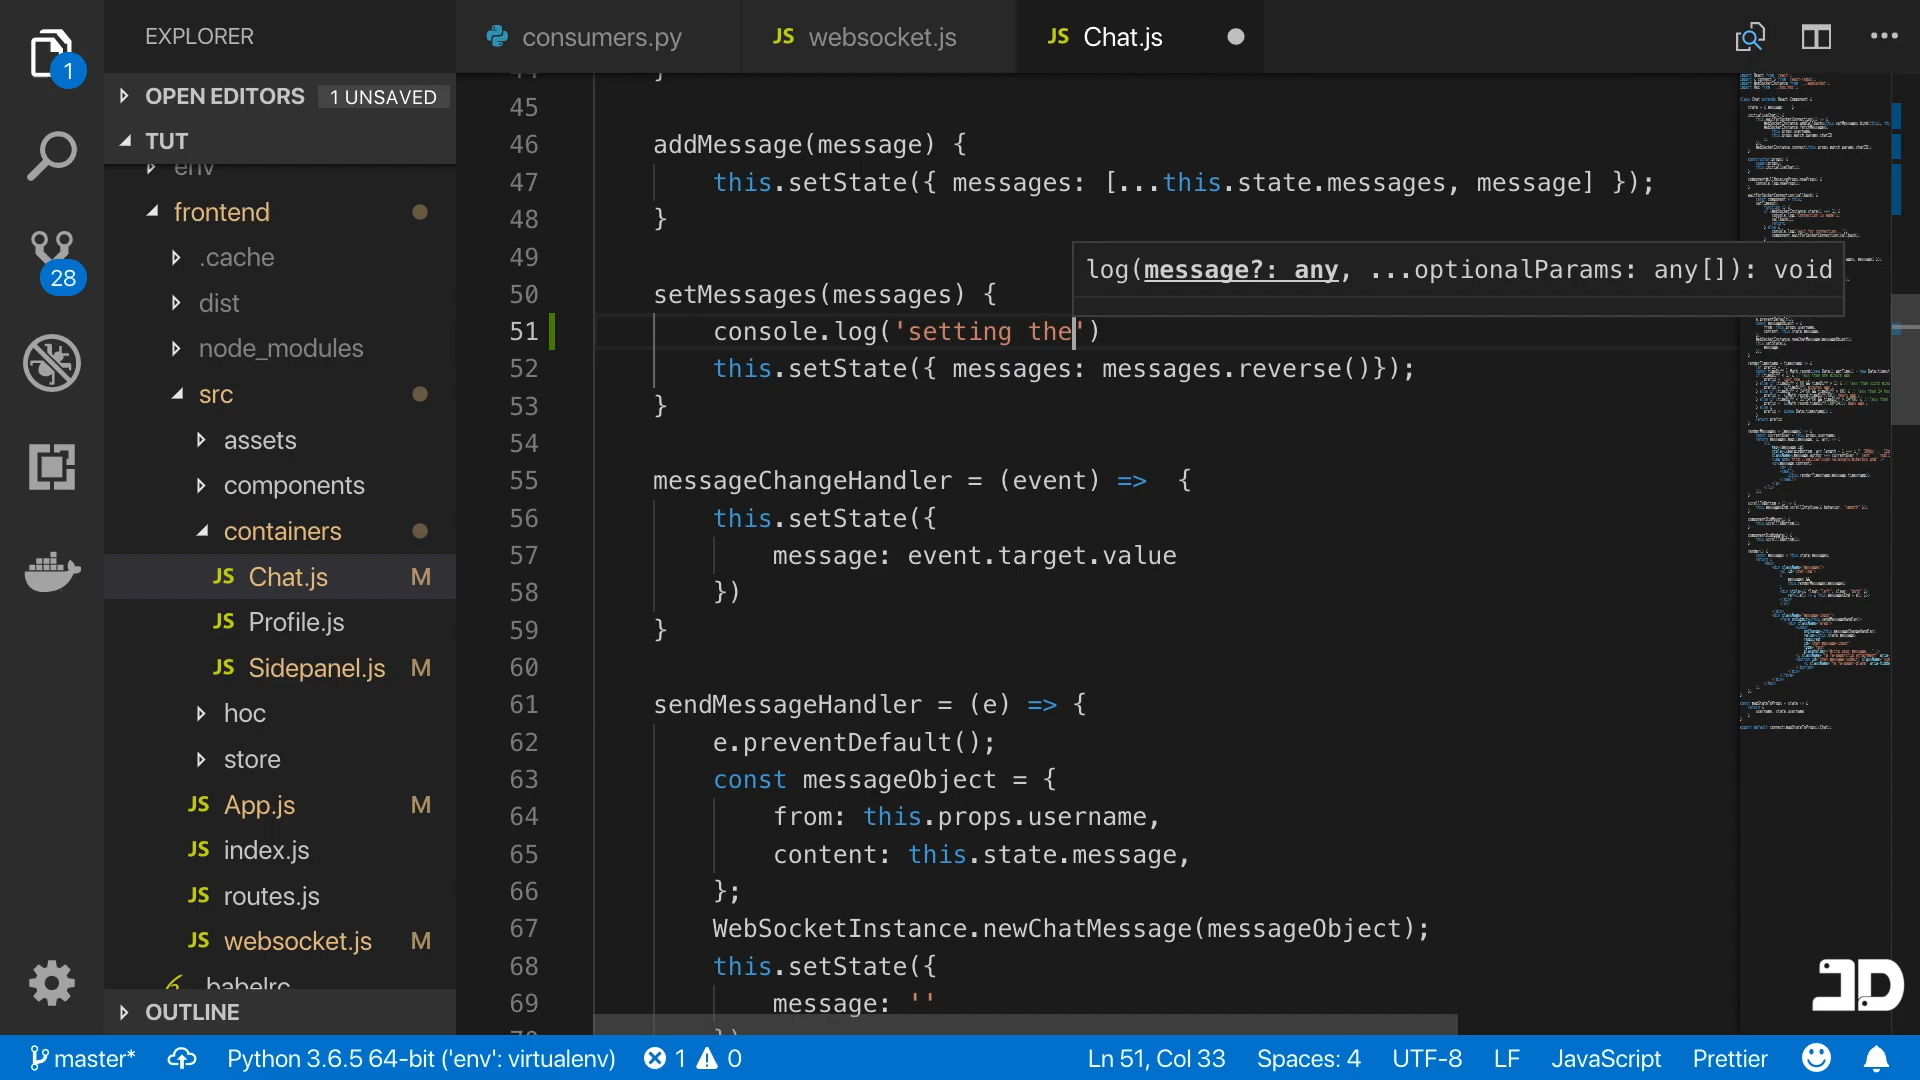 EXPLORER
consumers.py
JS websocket.js
JS Chat.js
1
OPEN EDITORS 1 UNSAVED
TUT
env
frontend
.cache
28
dist
node_modules
src
assets
components
containers
JS Chat.js M
JS Profile.js
JS Sidepanel.js M
hoc
store
JS App.js M
JS index.js
JS routes.js
JS websocket.js M
babelrc
OUTLINE
45
46 addMessage(message) {
47 this.setState({ messages: [...this.state.messages, message] });
48 }
49
log(message?: any, ...optionalParams: any[]): void
50 setMessages(messages) {
51 console.log('setting the')
52 this.setState({ messages: messages.reverse()});
53 }
54
55 messageChangeHandler = (event) => {
56 this.setState({
57 message: event.target.value
58 })
59 }
60
61 sendMessageHandler = (e) => {
62 e.preventDefault();
63 const messageObject = {
64 from: this.props.username,
65 content: this.state.message,
66 };
67 WebSocketInstance.newChatMessage(messageObject);
68 this.setState({
69 message: ''
JD
master* Python 3.6.5 64-bit ('env': virtualenv) 1 0 Ln 51, Col 33 Spaces: 4 UTF-8 LF JavaScript Prettier